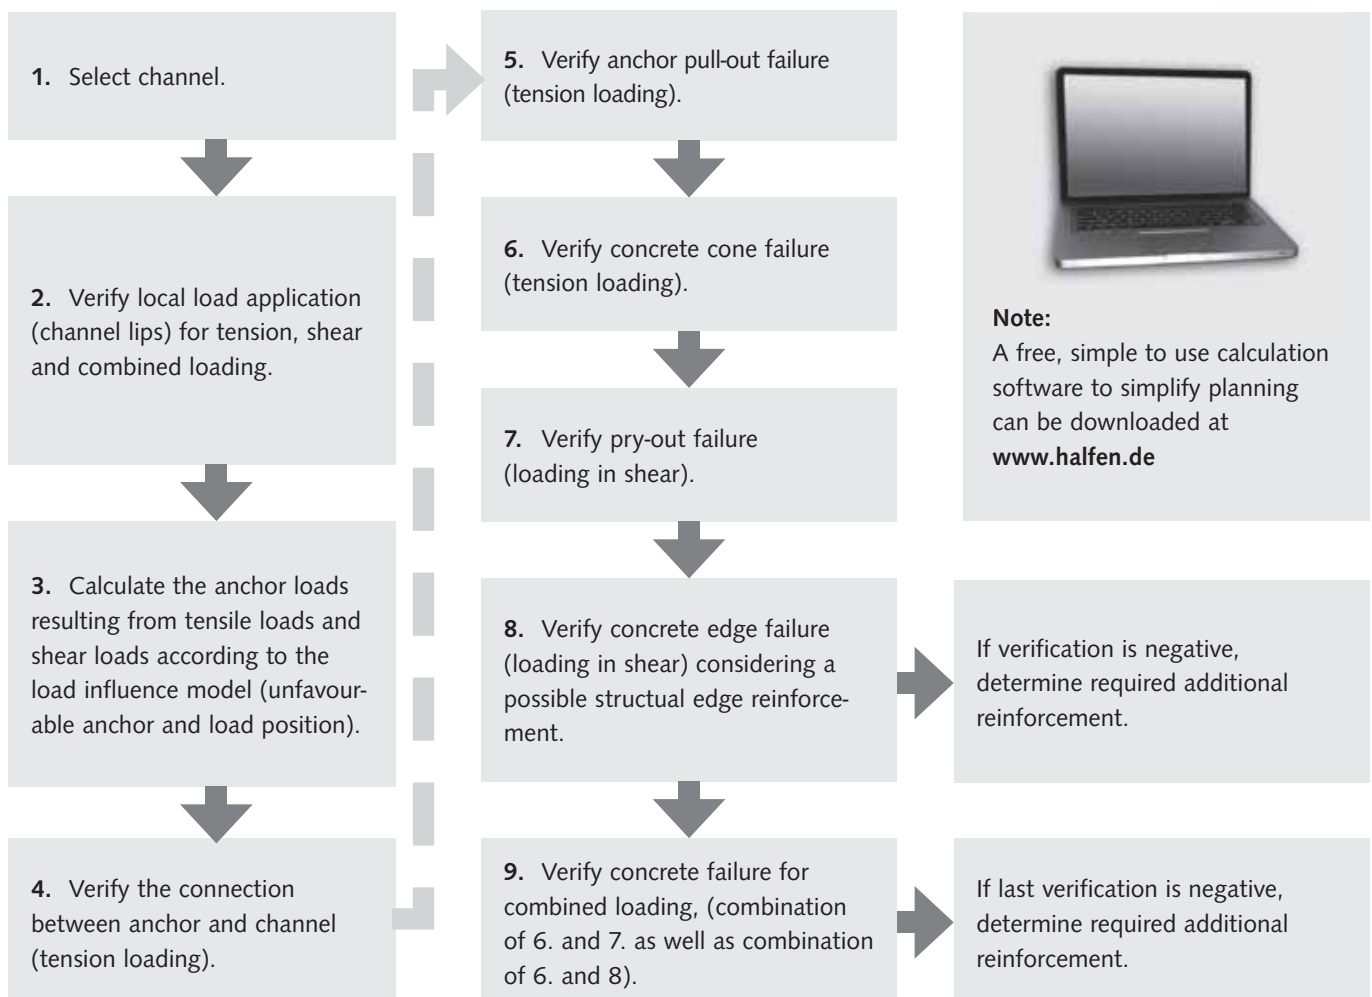 1. Select channel.
2. Verify local load application
(channel lips) for tension, shear
and combined loading.
3. Calculate the anchor loads
resulting from tensile loads and
shear loads according to the
load influence model (unfavour-
able anchor and load position).
4. Verify the connection
between anchor and channel
(tension loading).
5. Verify anchor pull-out failure
(tension loading).
6. Verify concrete cone failure
(tension loading).
7. Verify pry-out failure
(loading in shear).
8. Verify concrete edge failure
(loading in shear) considering a
possible structual edge reinforce-
ment.
If verification is negative,
determine required additional
reinforcement.
9. Verify concrete failure for
combined loading, (combination
of 6. and 7. as well as combination
of 6. and 8).
If last verification is negative,
determine required additional
reinforcement.
Note:
A free, simple to use calculation
software to simplify planning
can be downloaded at
www.halfen.de